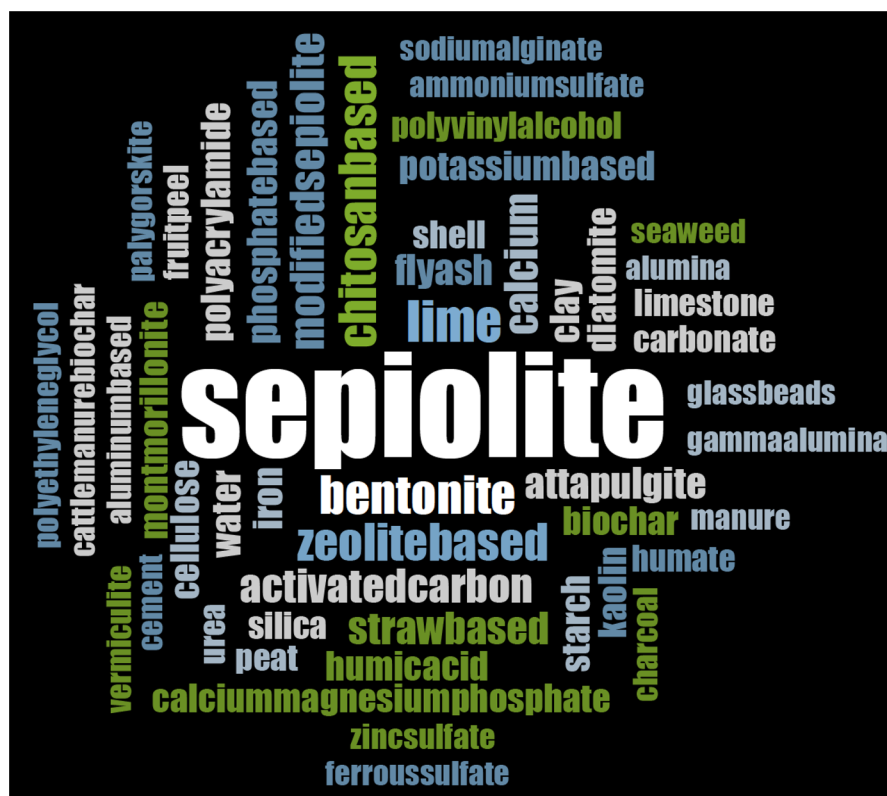 sodiumalginate
ammoniumsulfate
polyvinylalcohol
potassiumbased
chitosanbased
modifiedsepiolite
phosphatebased
polyacrylamide
fruitpeel
palygorskite
shell
flyash
lime
calcium
clay
diatomite
seaweed
alumina
limestone
carbonate
polyethyleneglycol
cattlemanurebiochar
aluminumbased
montmorillonite
sepiolite
glassbeads
gammaalumina
cellulose
water
iron
bentonite
attapulgite
zeolitebased
biochar
manure
activatedcarbon
humate
kaolin
starch
charcoal
vermiculite
cement
urea
silica
strawbased
peat
humicacid
calciummagnesiumphosphate
zincsulfate
ferroussulfate